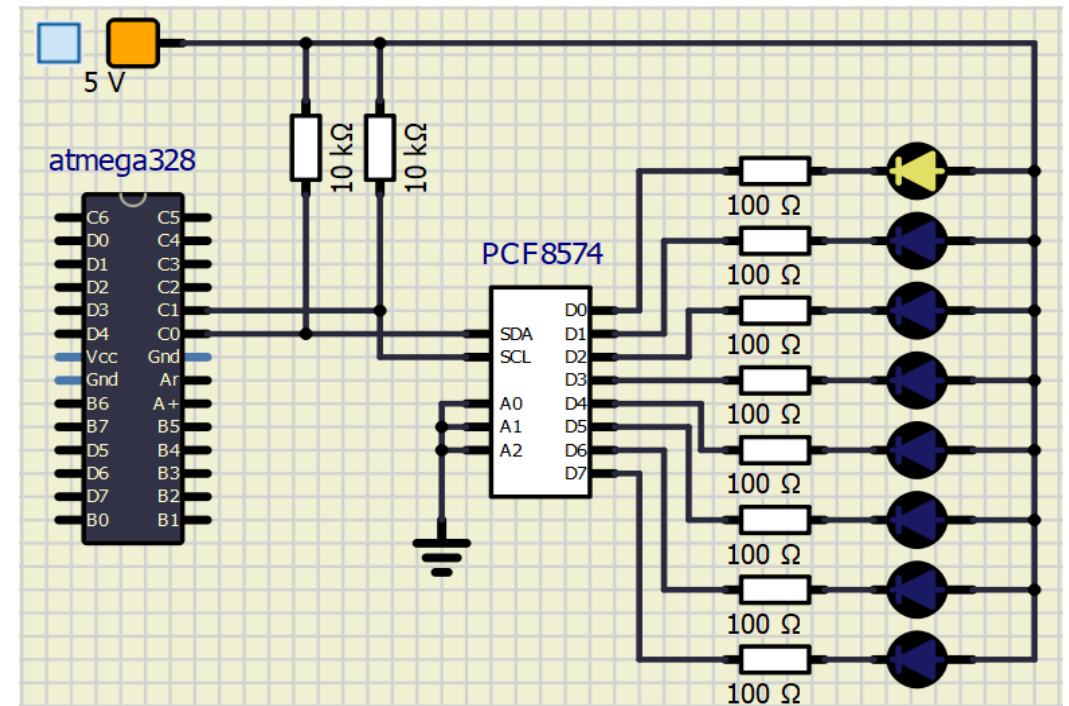 5 V
10 kΩ
10 kΩ
atmega328
C6 C5
D0 C4
D1 C3
D2 C2
D3 C1
D4 C0
Vcc Gnd
Gnd Ar
B6 A+
B7 B5
D5 B4
D6 B3
D7 B2
B0 B1
PCF8574
D0
SDA D1
SCL D2
D3
A0 D4
A1 D5
A2 D6
D7
100 Ω
100 Ω
100 Ω
100 Ω
100 Ω
100 Ω
100 Ω
100 Ω